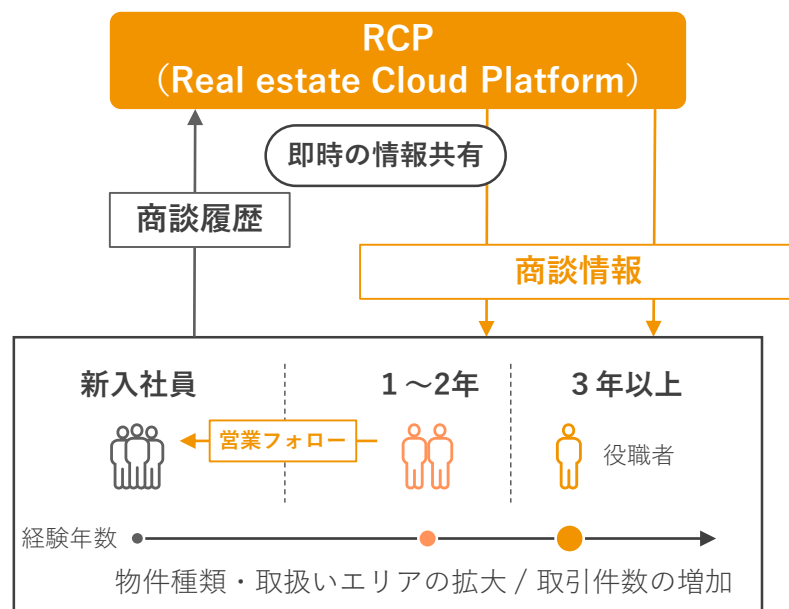 RCP
（Real estate Cloud Platform）
即時の情報共有
商談履歴
商談情報
新入社員
1～2年
３年以上
営業フォロー
役職者
経験年数
物件種類・取扱いエリアの拡大 / 取引件数の増加